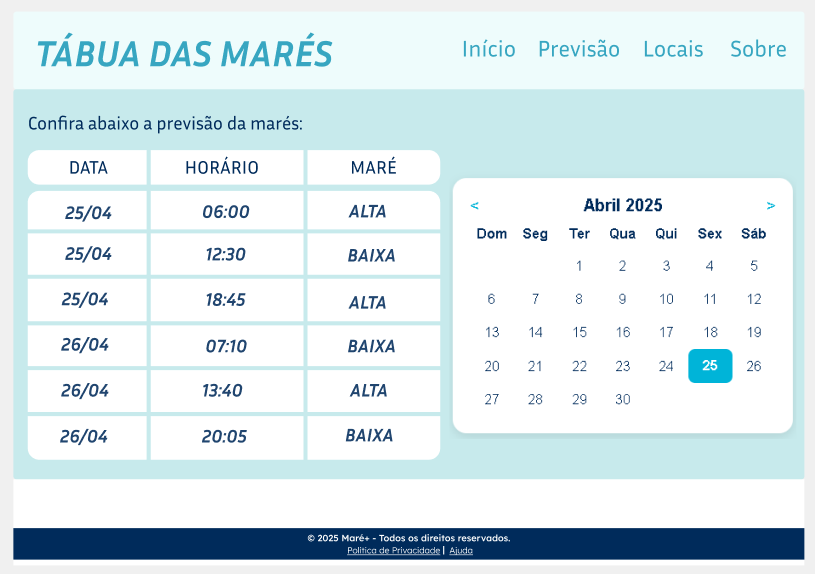 TÁBUA DAS MARÉS
Início Previsão Locais Sobre
Confira abaixo a previsão da marés:
DATA HORÁRIO MARÉ
25/04 06:00 ALTA
25/04 12:30 BAIXA
25/04 18:45 ALTA
26/04 07:10 BAIXA
26/04 13:40 ALTA
26/04 20:05 BAIXA
< Abril 2025 >
Dom Seg Ter Qua Qui Sex Sáb
1 2 3 4 5
6 7 8 9 10 11 12
13 14 15 16 17 18 19
20 21 22 23 24 25 26
27 28 29 30
© 2025 Maré+ - Todos os direitos reservados.
Política de Privacidade | Ajuda